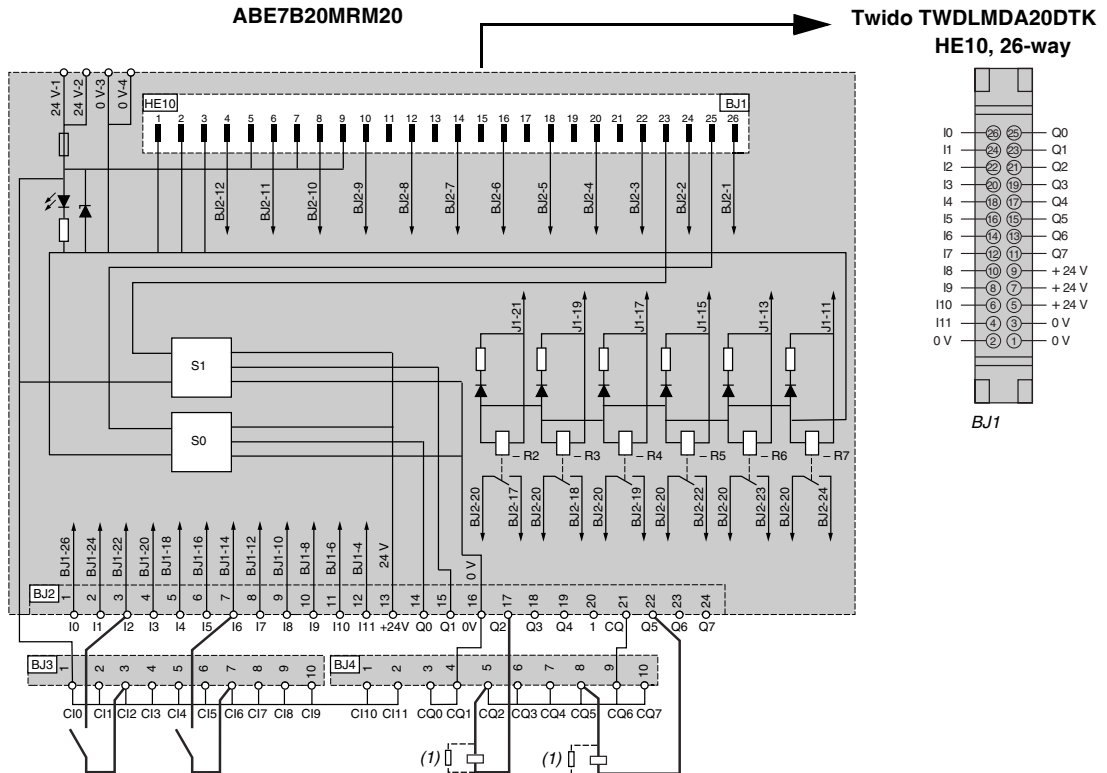 ABE7B20MRM20
Twido TWDLMDA20DTK
HE10, 26-way
24 V-1
24 V-2
0 V-3
0 V-4
HE10
BJ1
1 2 3 4 5 6 7 8 9 10 11 12 13 14 15 16 17 18 19 20 21 22 23 24 25 26
BJ2-12 BJ2-11 BJ2-10 BJ2-9 BJ2-8 BJ2-7 BJ2-6 BJ2-5 BJ2-4 BJ2-3 BJ2-2 BJ2-1
I0 26 25 Q0
I1 24 23 Q1
I2 22 21 Q2
I3 20 19 Q3
I4 18 17 Q4
I5 16 15 Q5
I6 14 13 Q6
I7 12 11 Q7
I8 10 9 + 24 V
I9 8 7 + 24 V
I10 6 5 + 24 V
I11 4 3 0 V
0 V 2 1 0 V
BJ1
J1-21 J1-19 J1-17 J1-15 J1-13 J1-11
S1
S0
– R2 – R3 – R4 – R5 – R6 – R7
BJ2-20 BJ2-17 BJ2-20 BJ2-18 BJ2-20 BJ2-19 BJ2-20 BJ2-22 BJ2-20 BJ2-23 BJ2-20 BJ2-24
BJ1-26 BJ1-24 BJ1-22 BJ1-20 BJ1-18 BJ1-16 BJ1-14 BJ1-12 BJ1-10 BJ1-8 BJ1-6 BJ1-4 24 V 0 V
BJ2
1 2 3 4 5 6 7 8 9 10 11 12 13 14 15 16 17 18 19 20 21 22 23 24
I0 I1 I2 I3 I4 I5 I6 I7 I8 I9 I10 I11 +24V Q0 Q1 0V Q2 Q3 Q4 1 CQ Q5 Q6 Q7
BJ3 1 2 3 4 5 6 7 8 9 10
BJ4 1 2 3 4 5 6 7 8 9 10
CI0 CI1 CI2 CI3 CI4 CI5 CI6 CI7 CI8 CI9 CI10 CI11 CQ0 CQ1 CQ2 CQ3 CQ4 CQ5 CQ6 CQ7
(1) (1)